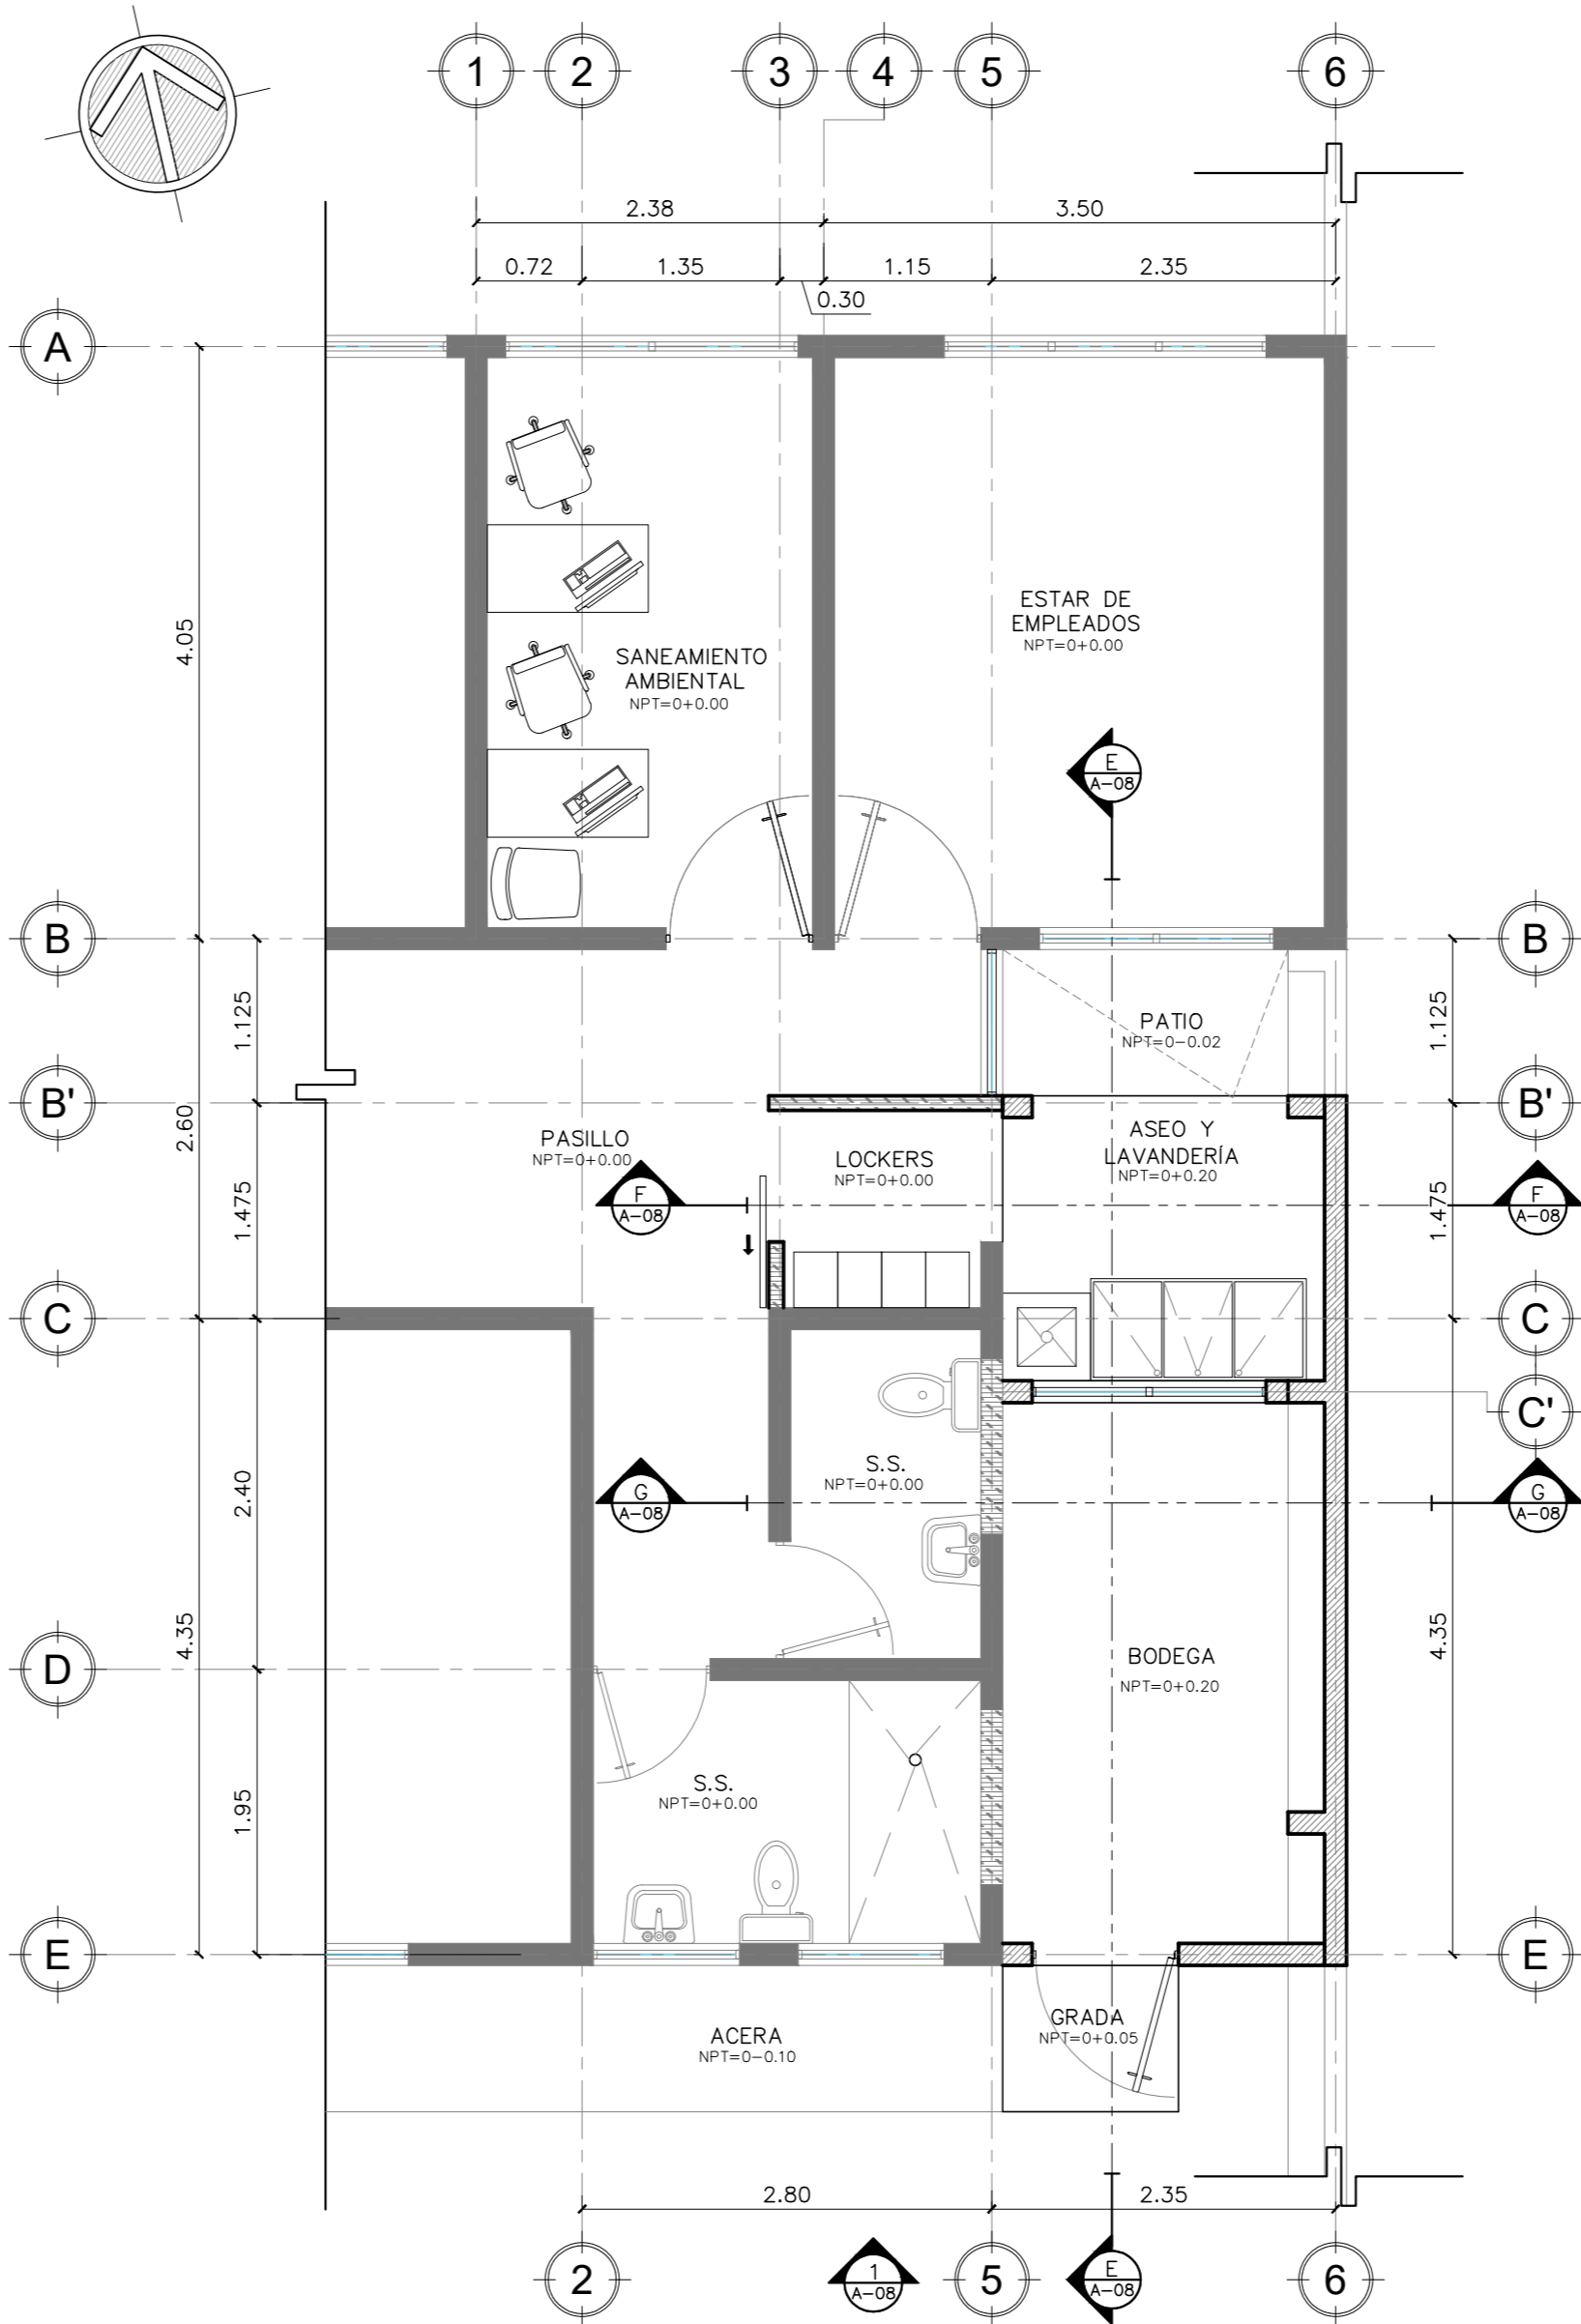 1
2
3
4
5
6
2.38
3.50
0.72
1.35
1.15
2.35
0.30
A
4.05
ESTAR DE
EMPLEADOS
NPT=0+0.00
SANEAMIENTO
AMBIENTAL
NPT=0+0.00
E
A-08
B
B
1.125
1.125
PATIO
NPT=0-0.02
B'
B'
2.60
PASILLO
NPT=0+0.00
LOCKERS
NPT=0+0.00
ASEO Y
LAVANDERÍA
NPT=0+0.20
F
A-08
F
A-08
1.475
1.475
C
C
C'
S.S.
NPT=0+0.00
2.40
G
A-08
G
A-08
4.35
4.35
D
BODEGA
NPT=0+0.20
S.S.
NPT=0+0.00
1.95
E
E
ACERA
NPT=0-0.10
GRADA
NPT=0+0.05
2.80
2.35
2
1
A-08
5
E
A-08
6